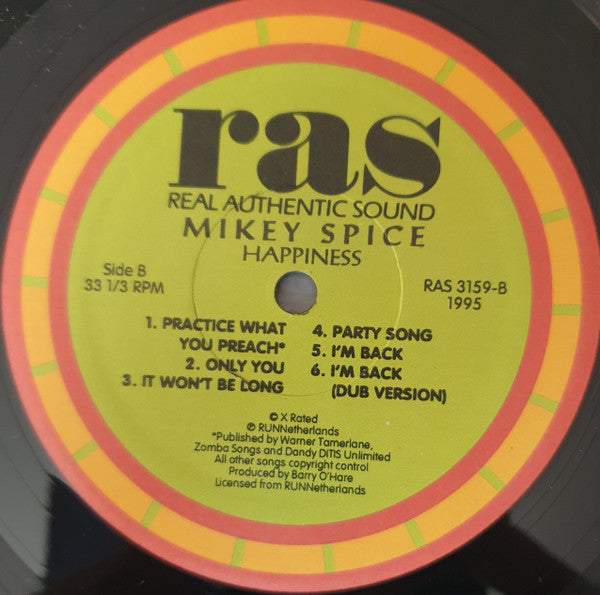 ras
REAL AUTHENTIC SOUND
MIKEY SPICE
HAPPINESS
Side B
33 1/3 RPM
RAS 3159-B
1995
1. PRACTICE WHAT
YOU PREACH*
2. ONLY YOU
3. IT WON'T BE LONG
4. PARTY SONG
5. I'M BACK
6. I'M BACK
(DUB VERSION)
© X Rated
℗ RUNNetherlands
*Published by Warner Tamerlane,
Zomba Songs and Dandy DITIS Unlimited
All other songs copyright control
Produced by Barry O'Hare
Licensed from RUNNetherlands